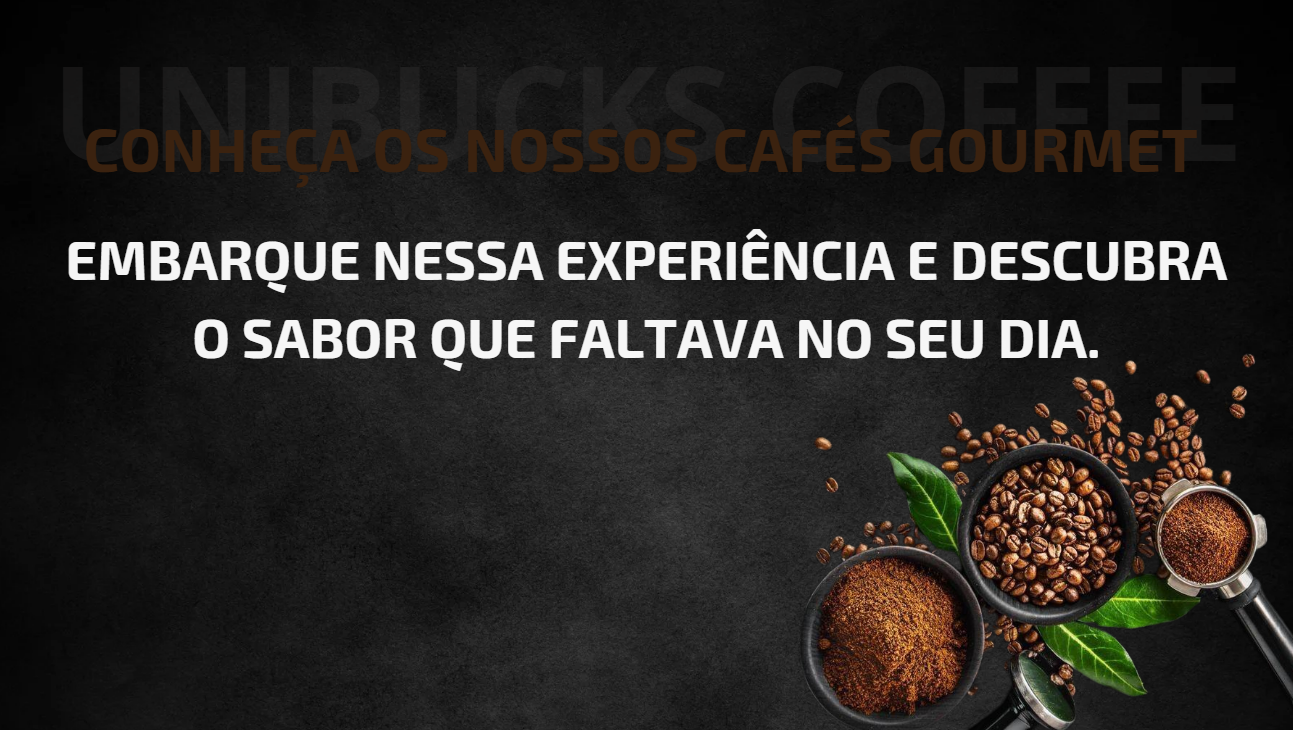 UNIBUCKS COFFEE
CONHEÇA OS NOSSOS CAFÉS GOURMET
EMBARQUE NESSA EXPERIÊNCIA E DESCUBRA
O SABOR QUE FALTAVA NO SEU DIA.